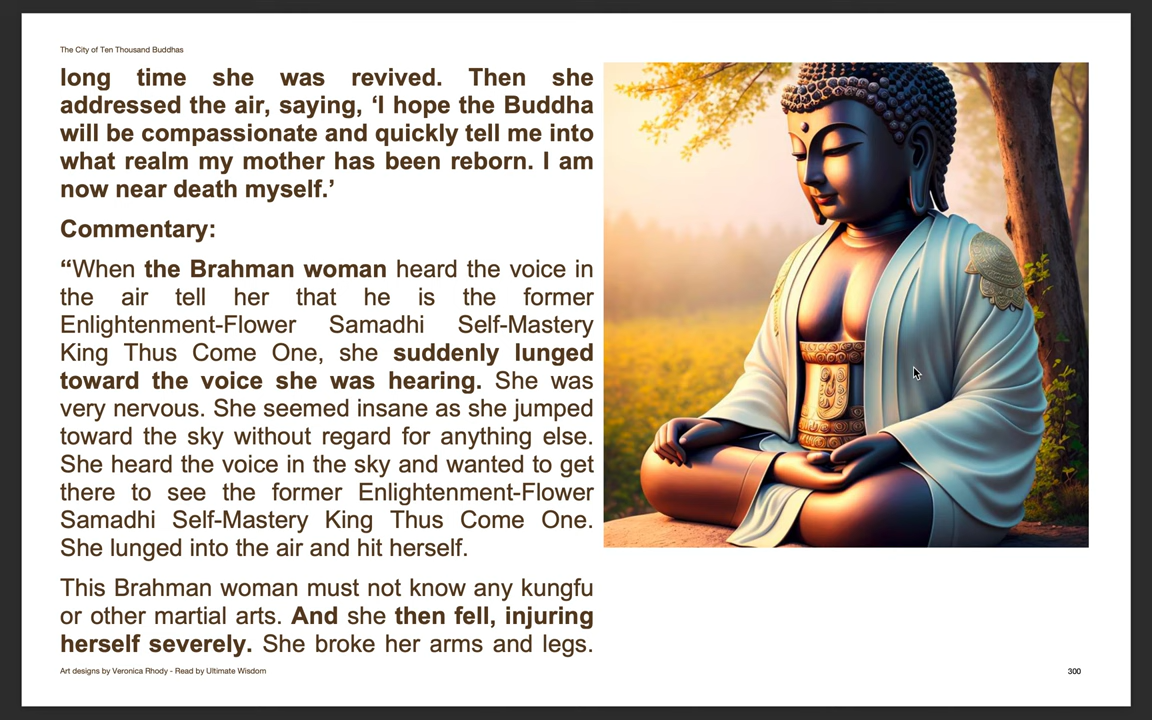 The City of Ten Thousand Buddhas
long time she was revived. Then she
addressed the air, saying, ‘I hope the Buddha
will be compassionate and quickly tell me into
what realm my mother has been reborn. I am
now near death myself.’
Commentary:
“When the Brahman woman heard the voice in
the air tell her that he is the former
Enlightenment-Flower Samadhi Self-Mastery
King Thus Come One, she suddenly lunged
toward the voice she was hearing. She was
very nervous. She seemed insane as she jumped
toward the sky without regard for anything else.
She heard the voice in the sky and wanted to get
there to see the former Enlightenment-Flower
Samadhi Self-Mastery King Thus Come One.
She lunged into the air and hit herself.
This Brahman woman must not know any kungfu
or other martial arts. And she then fell, injuring
herself severely. She broke her arms and legs.
Art designs by Veronica Rhody - Read by Ultimate Wisdom
300